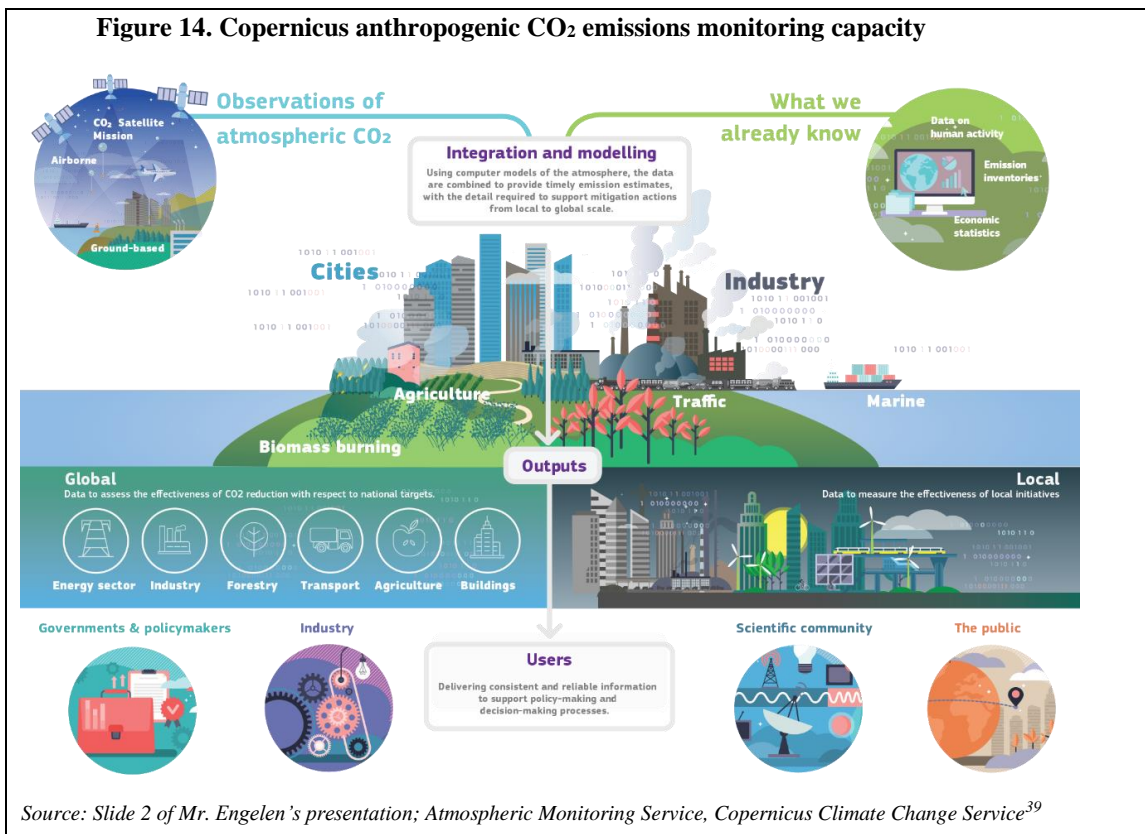 Figure 14. Copernicus anthropogenic CO₂ emissions monitoring capacity
Observations of
atmospheric CO₂
CO₂ Satellite
Mission
Airborne
Ground-based
What we
already know
Data on
human activity
Emission
inventories
Economic
statistics
Integration and modelling
Using computer models of the atmosphere, the data
are combined to provide timely emission estimates,
with the detail required to support mitigation actions
from local to global scale.
Cities
Industry
Agriculture
Traffic
Marine
Biomass burning
Outputs
Global
Data to assess the effectiveness of CO2 reduction with respect to national targets.
Energy sector
Industry
Forestry
Transport
Agriculture
Buildings
Local
Data to measure the effectiveness of local initiatives
Governments & policymakers
Industry
Users
Delivering consistent and reliable information
to support policy-making and
decision-making processes.
Scientific community
The public
Source: Slide 2 of Mr. Engelen’s presentation; Atmospheric Monitoring Service, Copernicus Climate Change Service³⁹